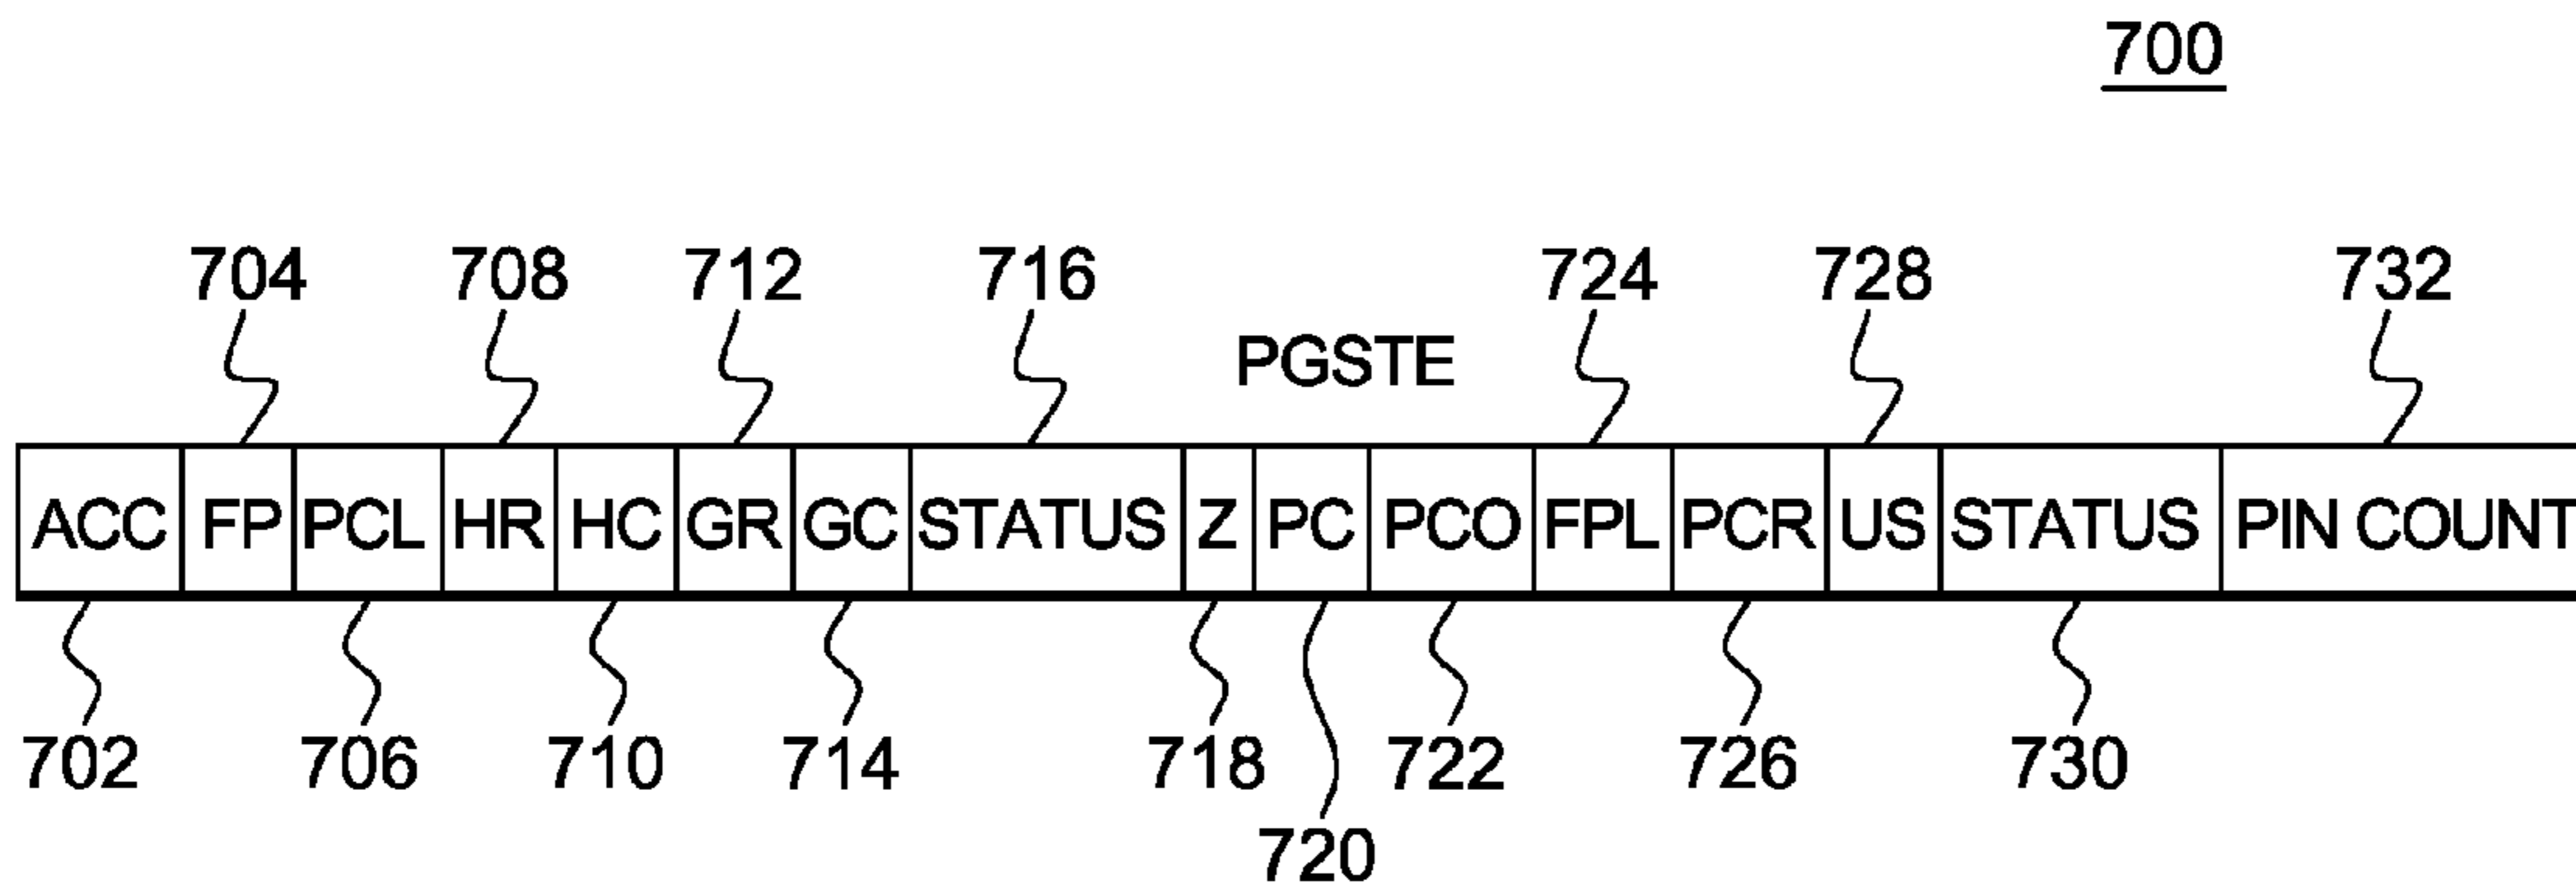 700
704 708 712 716 724 728 732
PGSTE
ACC FP PCL HR HC GR GC STATUS Z PC PCO FPL PCR US STATUS PIN COUNT
702 706 710 714 718 722 726 730
720